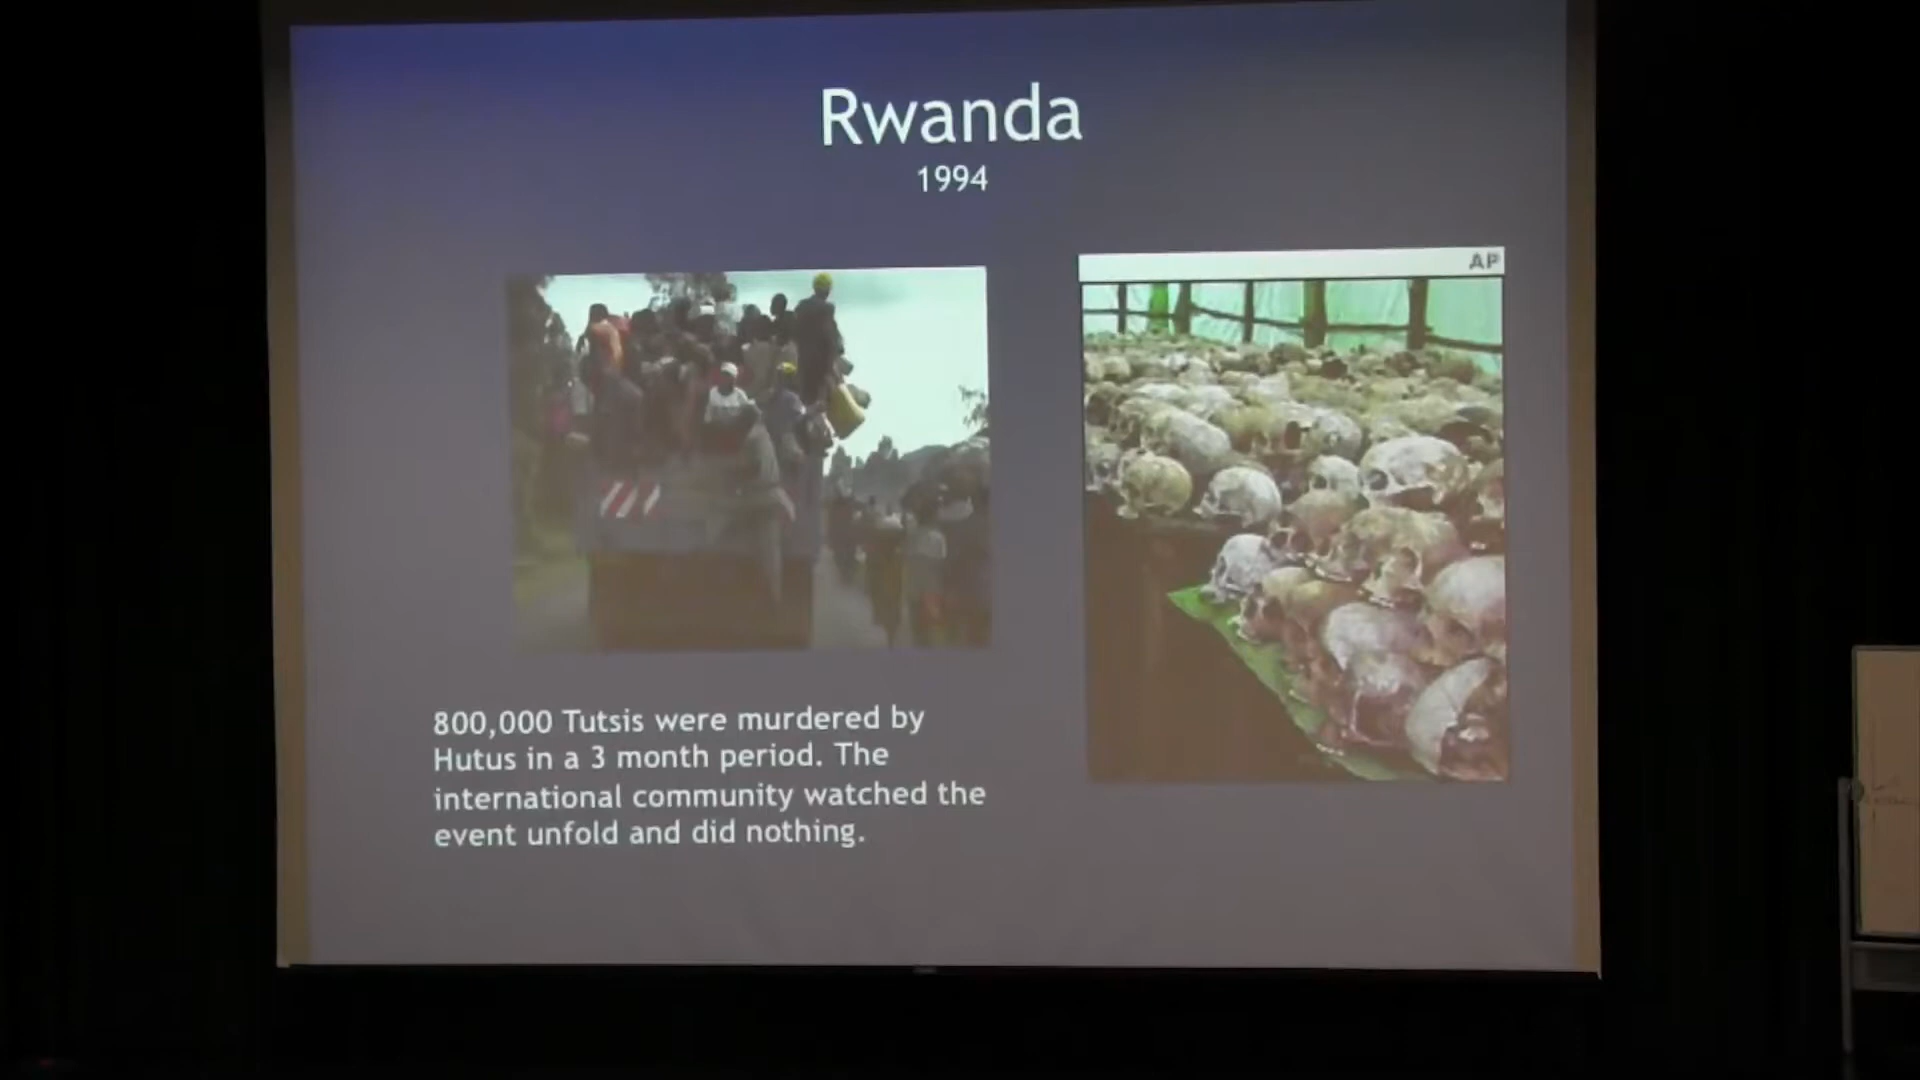 Rwanda
1994
AP
800,000 Tutsis were murdered by
Hutus in a 3 month period. The
international community watched the
event unfold and did nothing.